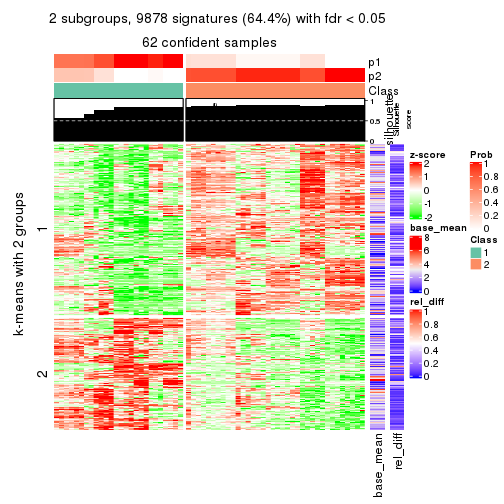 2 subgroups, 9878 signatures (64.4%) with fdr < 0.05
62 confident samples
p1
p2
Class
1
0.5
0
silhouette
Silhouette
score
k-means with 2 groups
1
2
base_mean
rel_diff
z-score
2
1
0
-1
-2
base_mean
8
6
4
2
0
rel_diff
1
0.8
0.6
0.4
0.2
0
Prob
1
0.8
0.6
0.4
0.2
0
Class
1
2